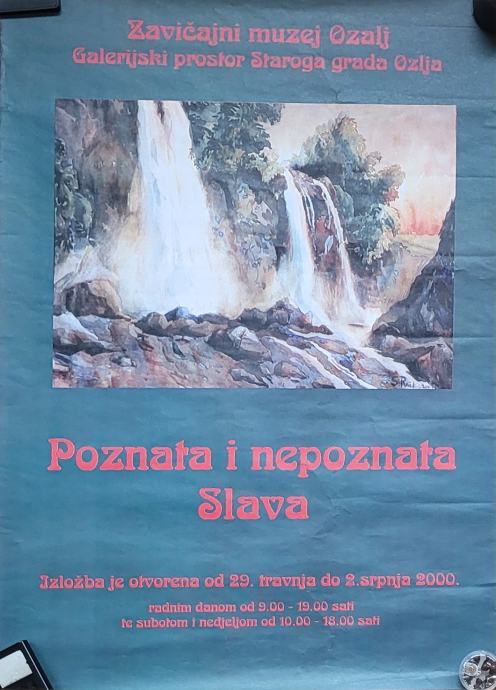 Zavičajni muzej Ozalj
Galerijski prostor Staroga grada Ozlja
Poznata i nepoznata
Slava
Izložba je otvorena od 29. travnja do 2.srpnja 2000.
radnim danom od 9.00 - 19.00 sati
te subotom i nedjeljom od 10.00 - 18.00 sati